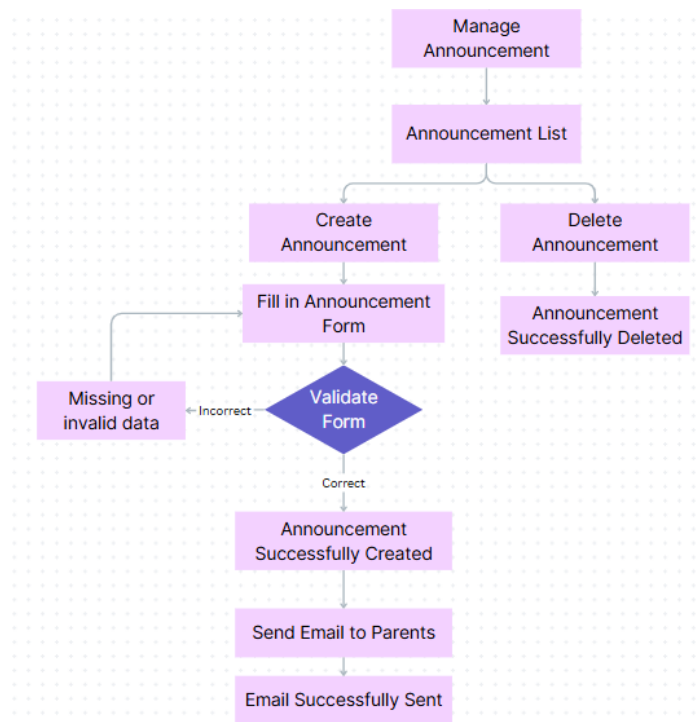 Manage
Announcement
Announcement List
Create
Announcement
Delete
Announcement
Fill in Announcement
Form
Announcement
Successfully Deleted
Missing or
invalid data
Incorrect
Validate
Form
Correct
Announcement
Successfully Created
Send Email to Parents
Email Successfully Sent